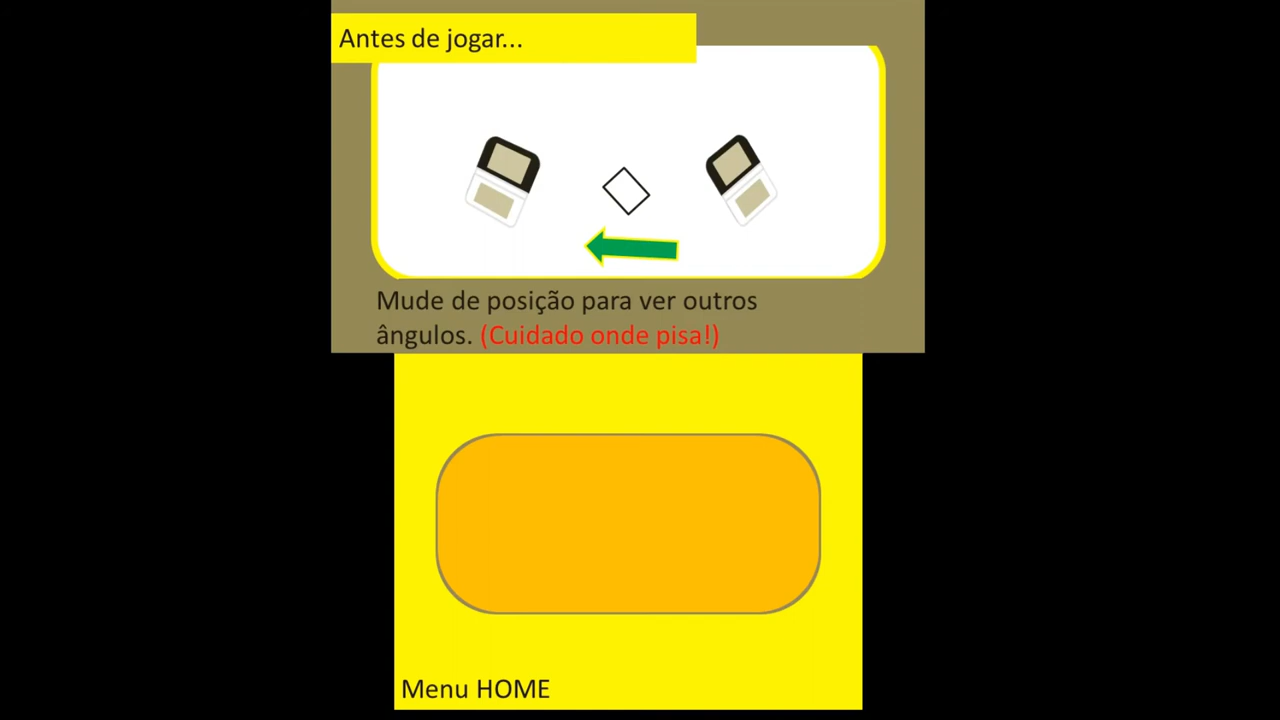 Antes de jogar...
Mude de posição para ver outros
ângulos. (Cuidado onde pisa!)
Menu HOME